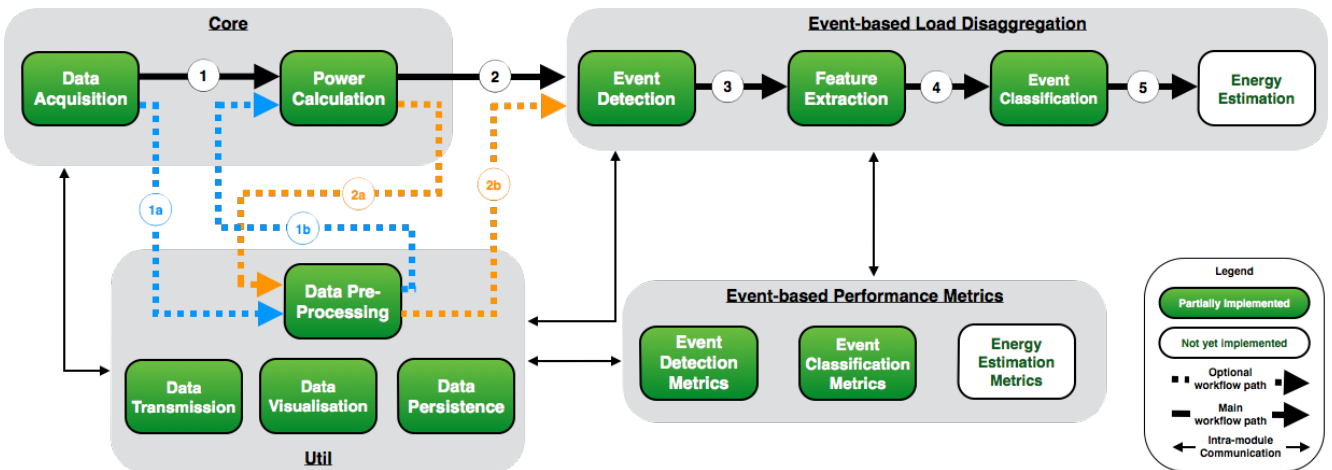 Core
Data
Acquisition
1
Power
Calculation
2
1a
2a
1b
2b
Event-based Load Disaggregation
Event
Detection
3
Feature
Extraction
4
Event
Classification
5
Energy
Estimation
Data Pre-
Processing
Data
Transmission
Data
Visualisation
Data
Persistence
Util
Event-based Performance Metrics
Event
Detection
Metrics
Event
Classification
Metrics
Energy
Estimation
Metrics
Legend
Partially Implemented
Not yet implemented
Optional
workflow path
Main
workflow path
Intra-module
Communication